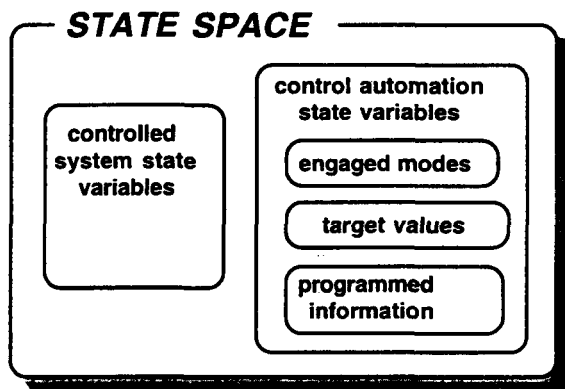 STATE SPACE
controlled
system state
variables
control automation
state variables
engaged modes
target values
programmed
information